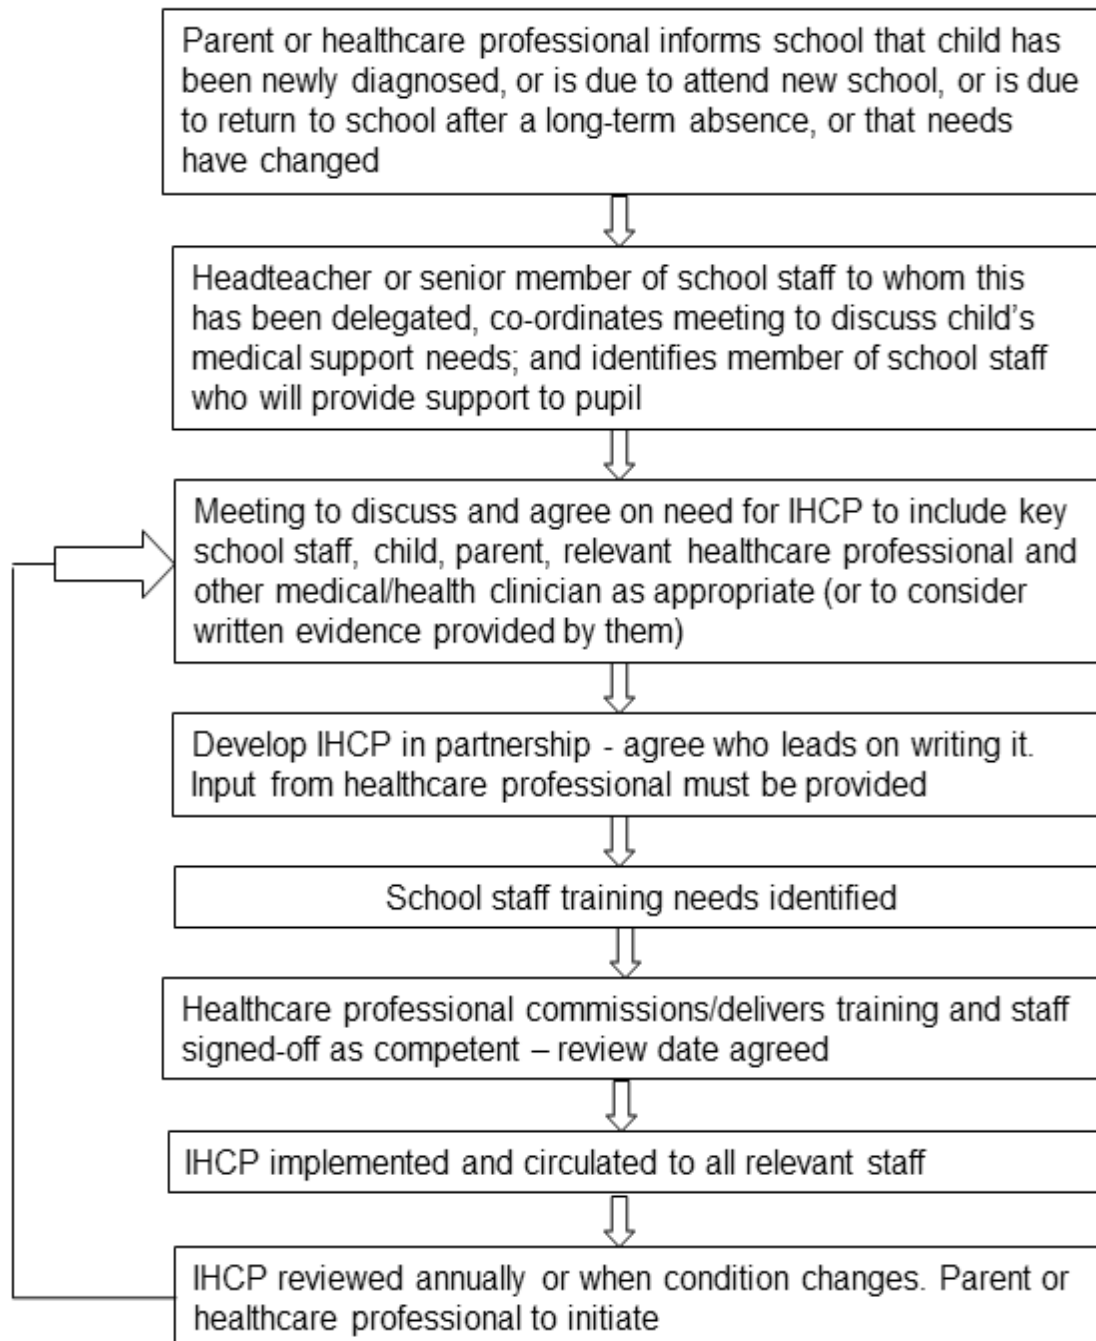 Parent or healthcare professional informs school that child has
been newly diagnosed, or is due to attend new school, or is due
to return to school after a long-term absence, or that needs
have changed
Headteacher or senior member of school staff to whom this
has been delegated, co-ordinates meeting to discuss child's
medical support needs; and identifies member of school staff
who will provide support to pupil
Meeting to discuss and agree on need for IHCP to include key
school staff, child, parent, relevant healthcare professional and
other medical/health clinician as appropriate (or to consider
written evidence provided by them)
Develop IHCP in partnership - agree who leads on writing it.
Input from healthcare professional must be provided
School staff training needs identified
Healthcare professional commissions/delivers training and staff
signed-off as competent – review date agreed
IHCP implemented and circulated to all relevant staff
IHCP reviewed annually or when condition changes. Parent or
healthcare professional to initiate